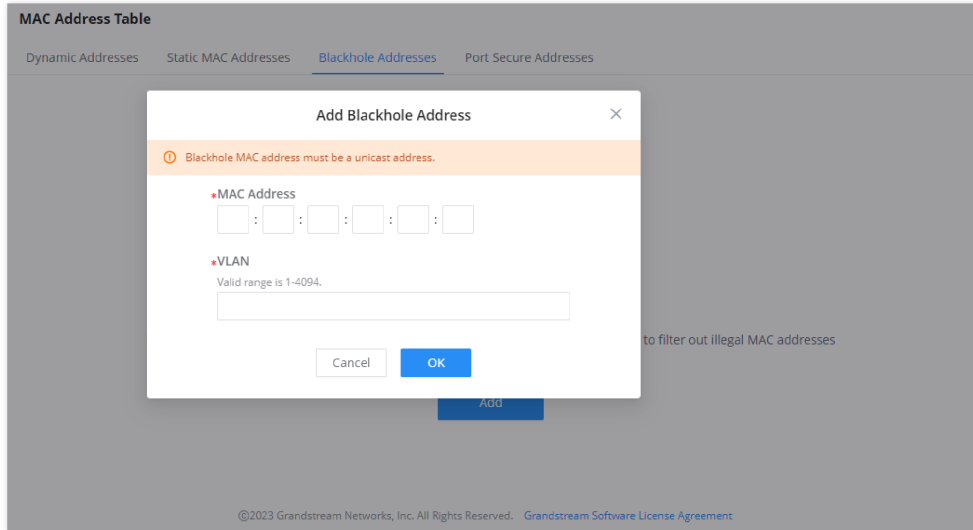 MAC Address Table
Dynamic Addresses Static MAC Addresses Blackhole Addresses Port Secure Addresses
Add Blackhole Address
Blackhole MAC address must be a unicast address.
*MAC Address
: : : : :
*VLAN
Valid range is 1-4094.
to filter out illegal MAC addresses
Cancel OK
Add
©2023 Grandstream Networks, Inc. All Rights Reserved. Grandstream Software License Agreement